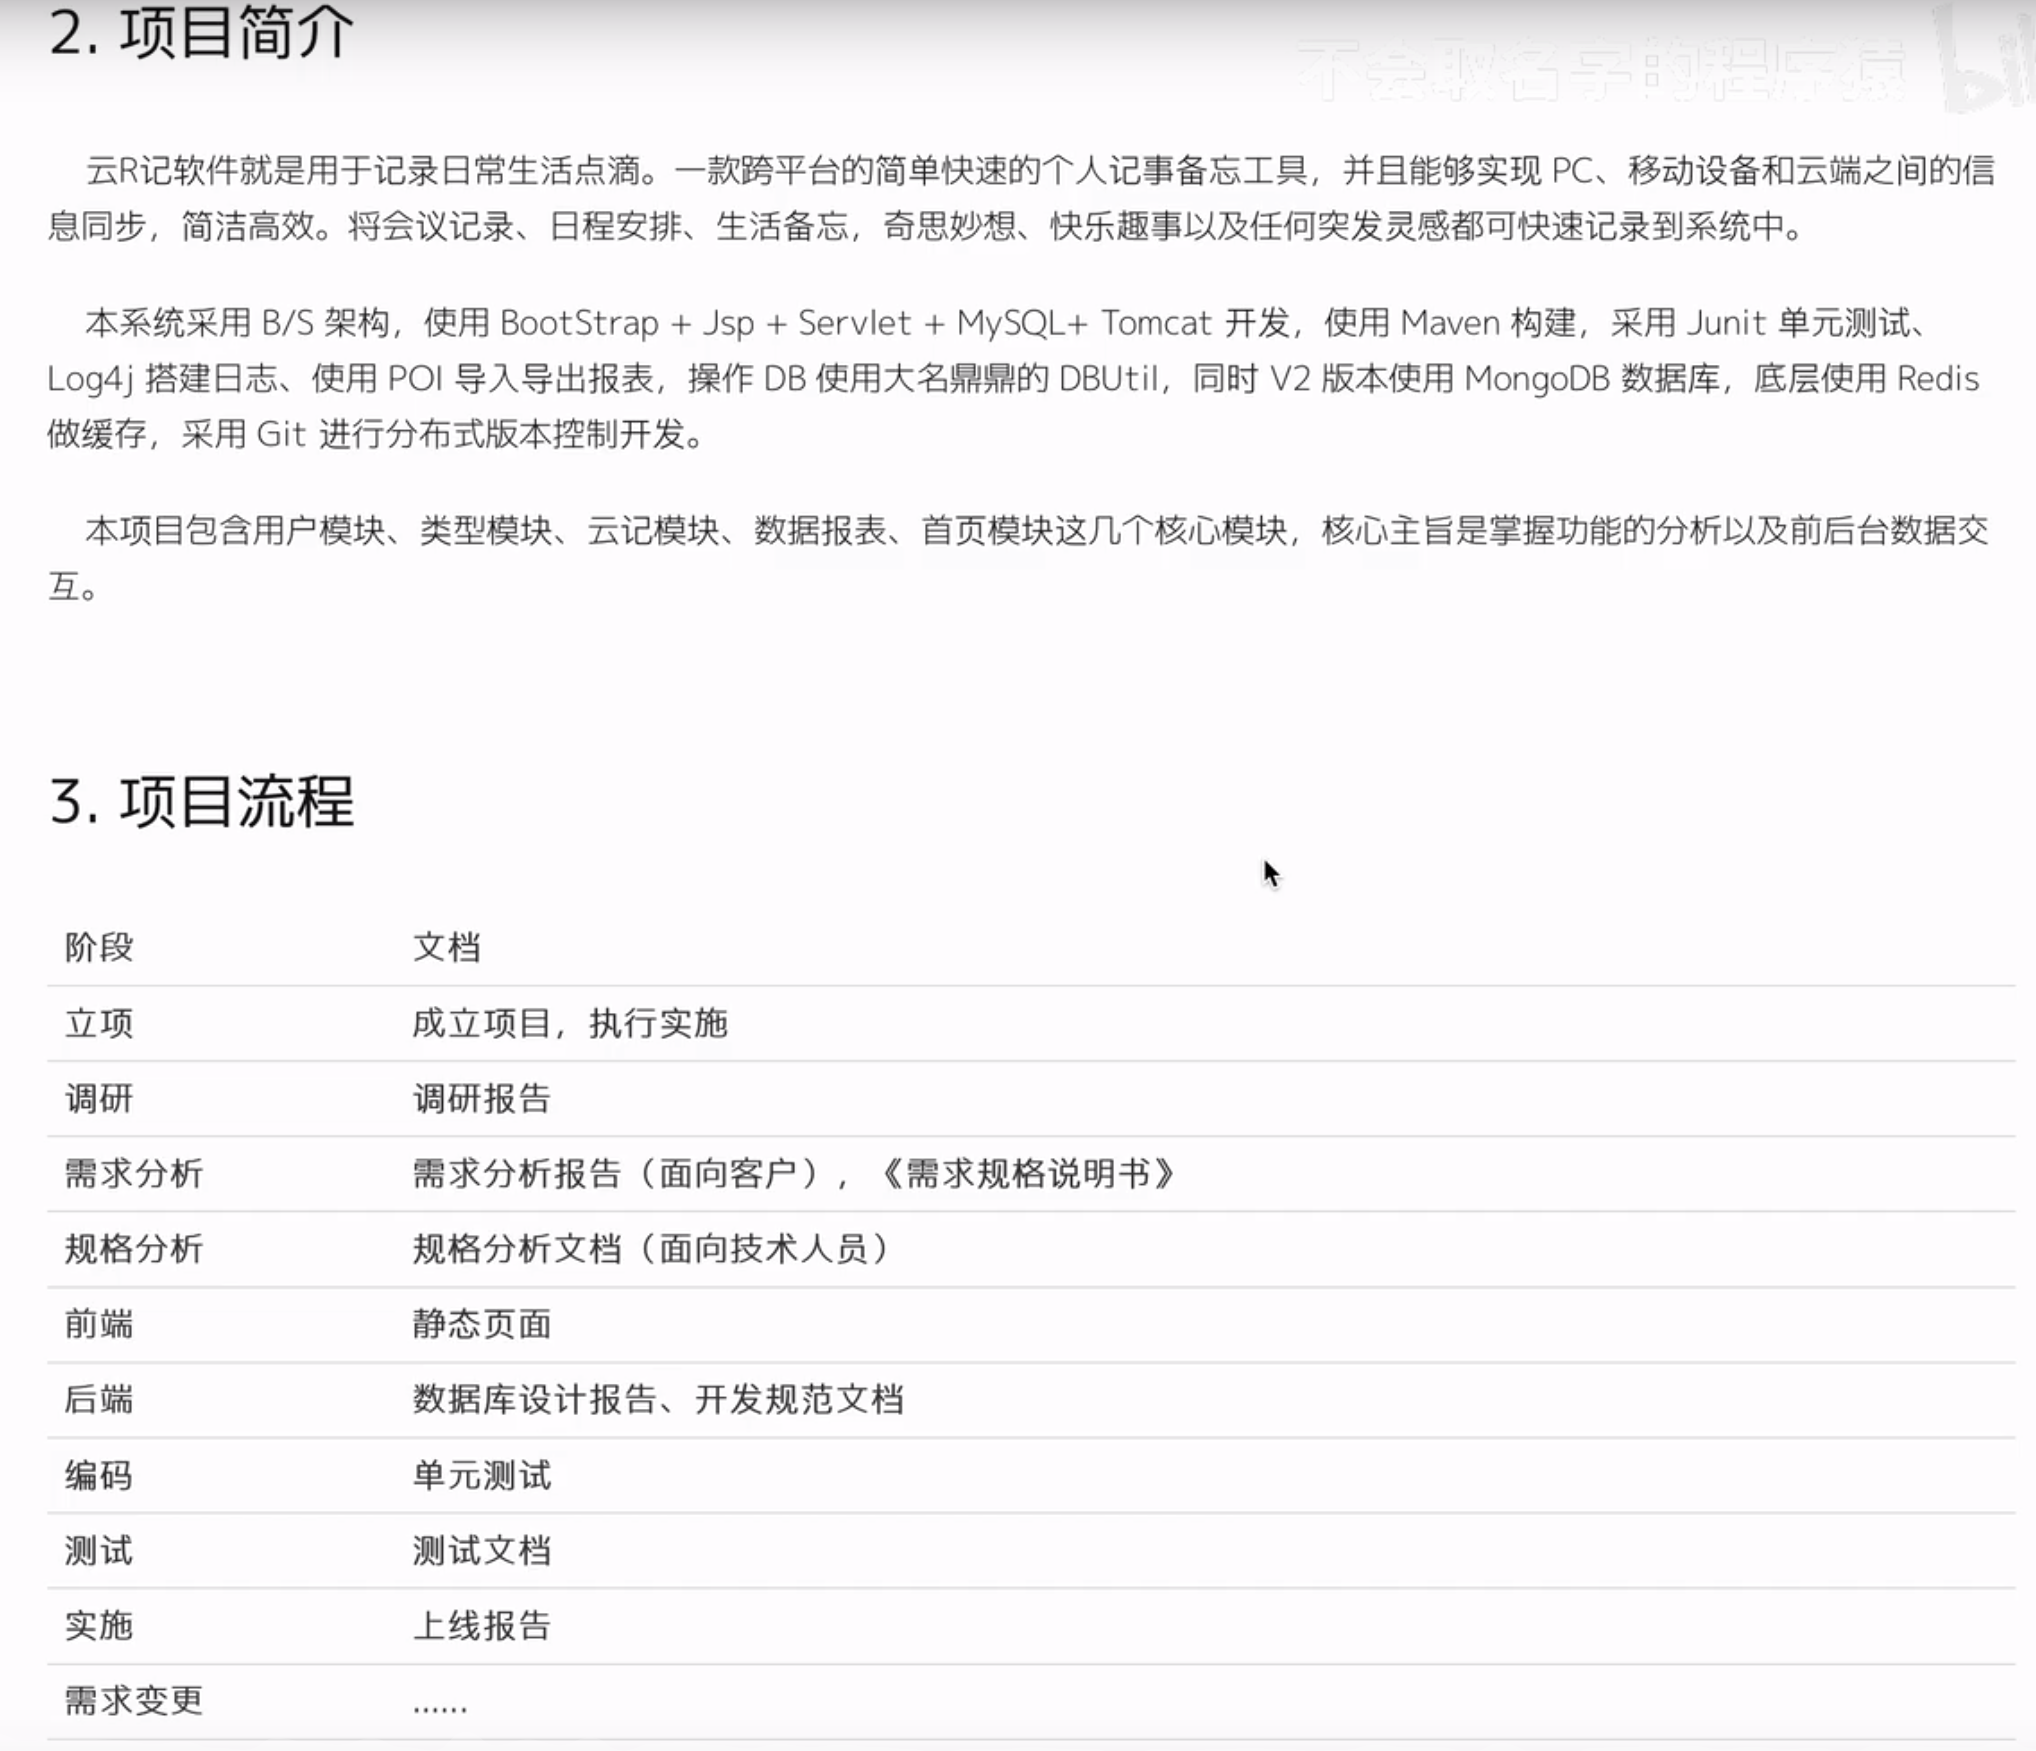 2. 项目简介
不会取名字的程序猿
云R记软件就是用于记录日常生活点滴。一款跨平台的简单快速的个人记事备忘工具，并且能够实现 PC、移动设备和云端之间的信
息同步，简洁高效。将会议记录、日程安排、生活备忘，奇思妙想、快乐趣事以及任何突发灵感都可快速记录到系统中。
本系统采用 B/S 架构，使用 BootStrap + Jsp + Servlet + MySQL+ Tomcat 开发，使用 Maven 构建，采用 Junit 单元测试、
Log4j 搭建日志、使用 POI 导入导出报表，操作 DB 使用大名鼎鼎的 DBUtil，同时 V2 版本使用 MongoDB 数据库，底层使用 Redis
做缓存，采用 Git 进行分布式版本控制开发。
本项目包含用户模块、类型模块、云记模块、数据报表、首页模块这几个核心模块，核心主旨是掌握功能的分析以及前后台数据交
互。
3. 项目流程
阶段 文档
立项 成立项目，执行实施
调研 调研报告
需求分析 需求分析报告（面向客户），《需求规格说明书》
规格分析 规格分析文档（面向技术人员）
前端 静态页面
后端 数据库设计报告、开发规范文档
编码 单元测试
测试 测试文档
实施 上线报告
需求变更 ......